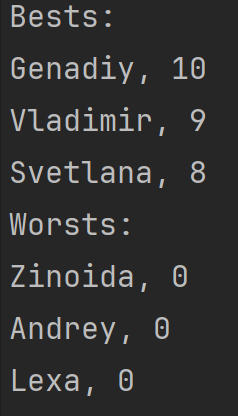 Bests:
Genadiy, 10
Vladimir, 9
Svetlana, 8
Worsts:
Zinoida, 0
Andrey, 0
Lexa, 0